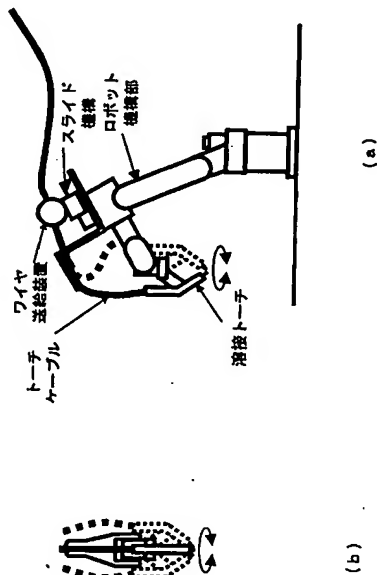 ワイヤ
送給装置
スライド
機構
ロボット
機構部
トーチ
ケーブル
溶接トーチ
(a)
(b)